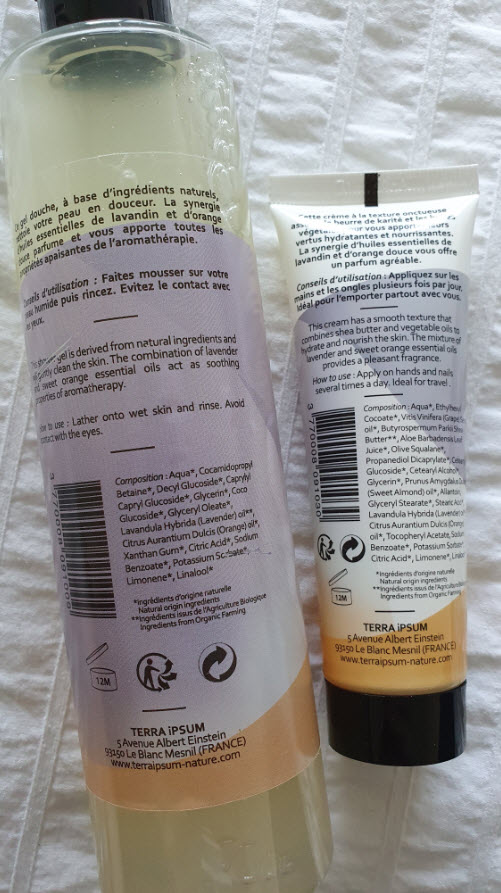 gel douche, à base d'ingrédients naturels,
votre peau en douceur. La synergie
essentielles de lavandin et d'orange
douce parfume et vous apporte toutes les
propriétés apaisantes de l'aromathérapie.
Conseils d'utilisation : Faites mousser sur votre
peau humide puis rincez. Evitez le contact avec
les yeux.
This shower gel is derived from natural ingredients and
gently clean the skin. The combination of lavender
and sweet orange essential oils act as soothing
properties of aromatherapy.
How to use : Lather onto wet skin and rinse. Avoid
contact with the eyes.
Composition : Aqua*, Cocamidopropyl
Betaine*, Decyl Glucoside*, Caprylyl
Capryl Glucoside*, Glycerin*, Coco
Glucoside*, Glyceryl Oleate*,
Lavandula Hybrida (Lavender) oil**,
Citrus Aurantium Dulcis (Orange) oil*,
Xanthan Gum*, Citric Acid*, Sodium
Benzoate*, Potassium Sorbate*,
Limonene*, Linalool*
*Ingrédients d'origine naturelle
Natural origin ingredients
**Ingrédients issus de l'Agriculture Biologique
Ingredients from Organic Farming
12M
TERRA iPSUM
5 Avenue Albert Einstein
93150 Le Blanc Mesnil (FRANCE)
www.terraipsum-nature.com
Cette crème à la texture onctueuse
beurre de karité et
vertus hydratantes et nourrissantes.
La synergie d'huiles essentielles de
lavandin et d'orange douce vous offre
un parfum agréable.
Conseils d'utilisation : Appliquez sur les
mains et les ongles plusieurs fois par jour.
Idéal pour l'emporter partout avec vous.
This cream has a smooth texture that
combines shea butter and vegetable oils to
hydrate and nourish the skin. The mixture of
lavender and sweet orange essential oils
provides a pleasant fragrance.
How to use : Apply on hands and nails
several times a day. Ideal for travel .
Composition : Aqua*,
Cocoate*, Vitis Vinifera (Grape)
oil*, Butyrospermum Parkii
Butter**, Aloe Barbadensis Leaf
Juice*, Olive Squalane*,
Propanediol Dicaprylate*,
Glucoside*, Cetearyl Alcohol*,
Glycerin*, Prunus Amygdalus
(Sweet Almond) oil*, Allantoin,
Glyceryl Stearate*,
Lavandula Hybrida (Lavender)
Citrus Aurantium Dulcis (Orange)
oil*, Tocopheryl Acetate, Sodium
Benzoate*, Potassium Sorbate*,
Citric Acid*, Limonene*,
*Ingrédients d'origine naturelle
Natural origin ingredients
**Ingrédients issus de l'Agriculture
Ingredients from Organic Farming
12M
TERRA iPSUM
5 Avenue Albert Einstein
93150 Le Blanc Mesnil (FRANCE)
www.terraipsum-nature.com